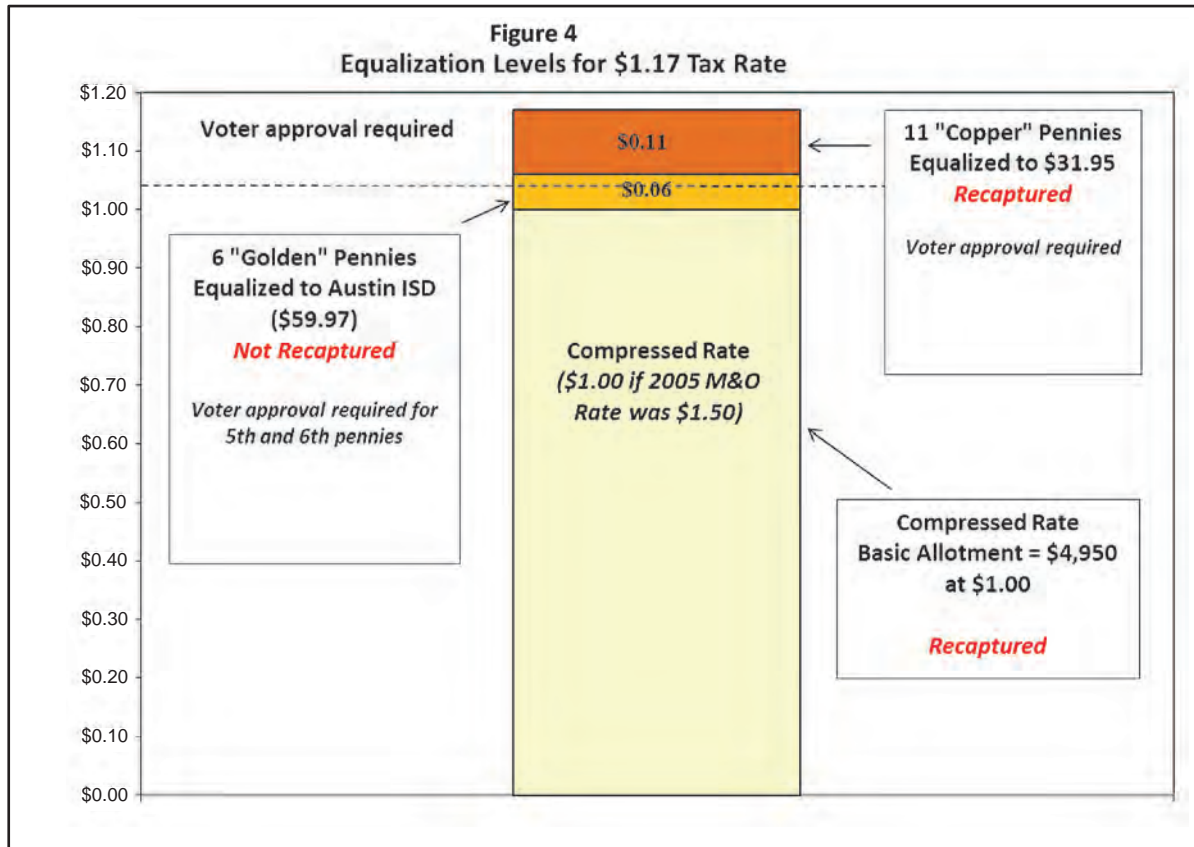 Figure 4
Equalization Levels for $1.17 Tax Rate
$1.20
$1.10
$1.00
$0.90
$0.80
$0.70
$0.60
$0.50
$0.40
$0.30
$0.20
$0.10
$0.00
Voter approval required
$0.11
$0.06
6 "Golden" Pennies
Equalized to Austin ISD
($59.97)
Not Recaptured
Voter approval required for
5th and 6th pennies
Compressed Rate
($1.00 if 2005 M&O
Rate was $1.50)
11 "Copper" Pennies
Equalized to $31.95
Recaptured
Voter approval required
Compressed Rate
Basic Allotment = $4,950
at $1.00
Recaptured